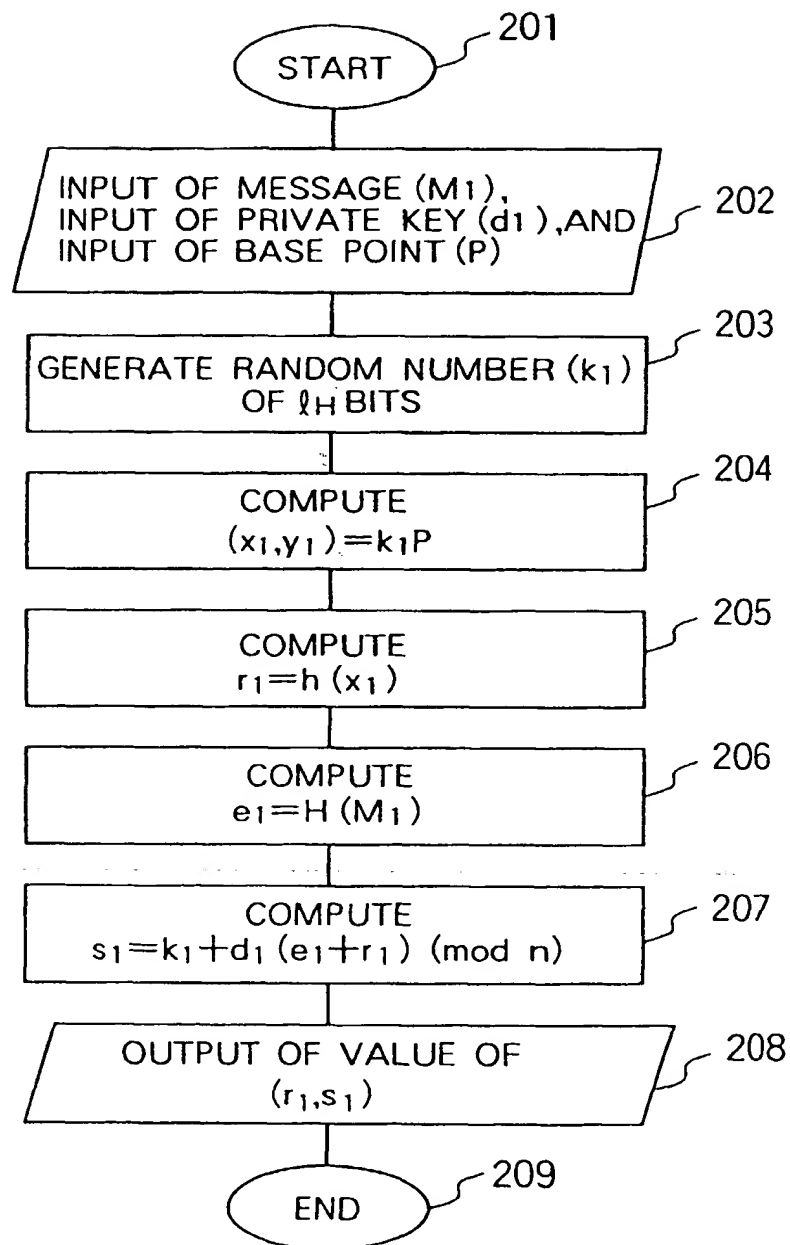 START
201
INPUT OF MESSAGE (M1),
INPUT OF PRIVATE KEY (d1), AND
INPUT OF BASE POINT (P)
202
GENERATE RANDOM NUMBER (k1)
OF ℓH BITS
203
COMPUTE
(x1,y1)=k1P
204
COMPUTE
r1=h (x1)
205
COMPUTE
e1=H (M1)
206
COMPUTE
s1=k1+d1 (e1+r1) (mod n)
207
OUTPUT OF VALUE OF
(r1,s1)
208
END
209